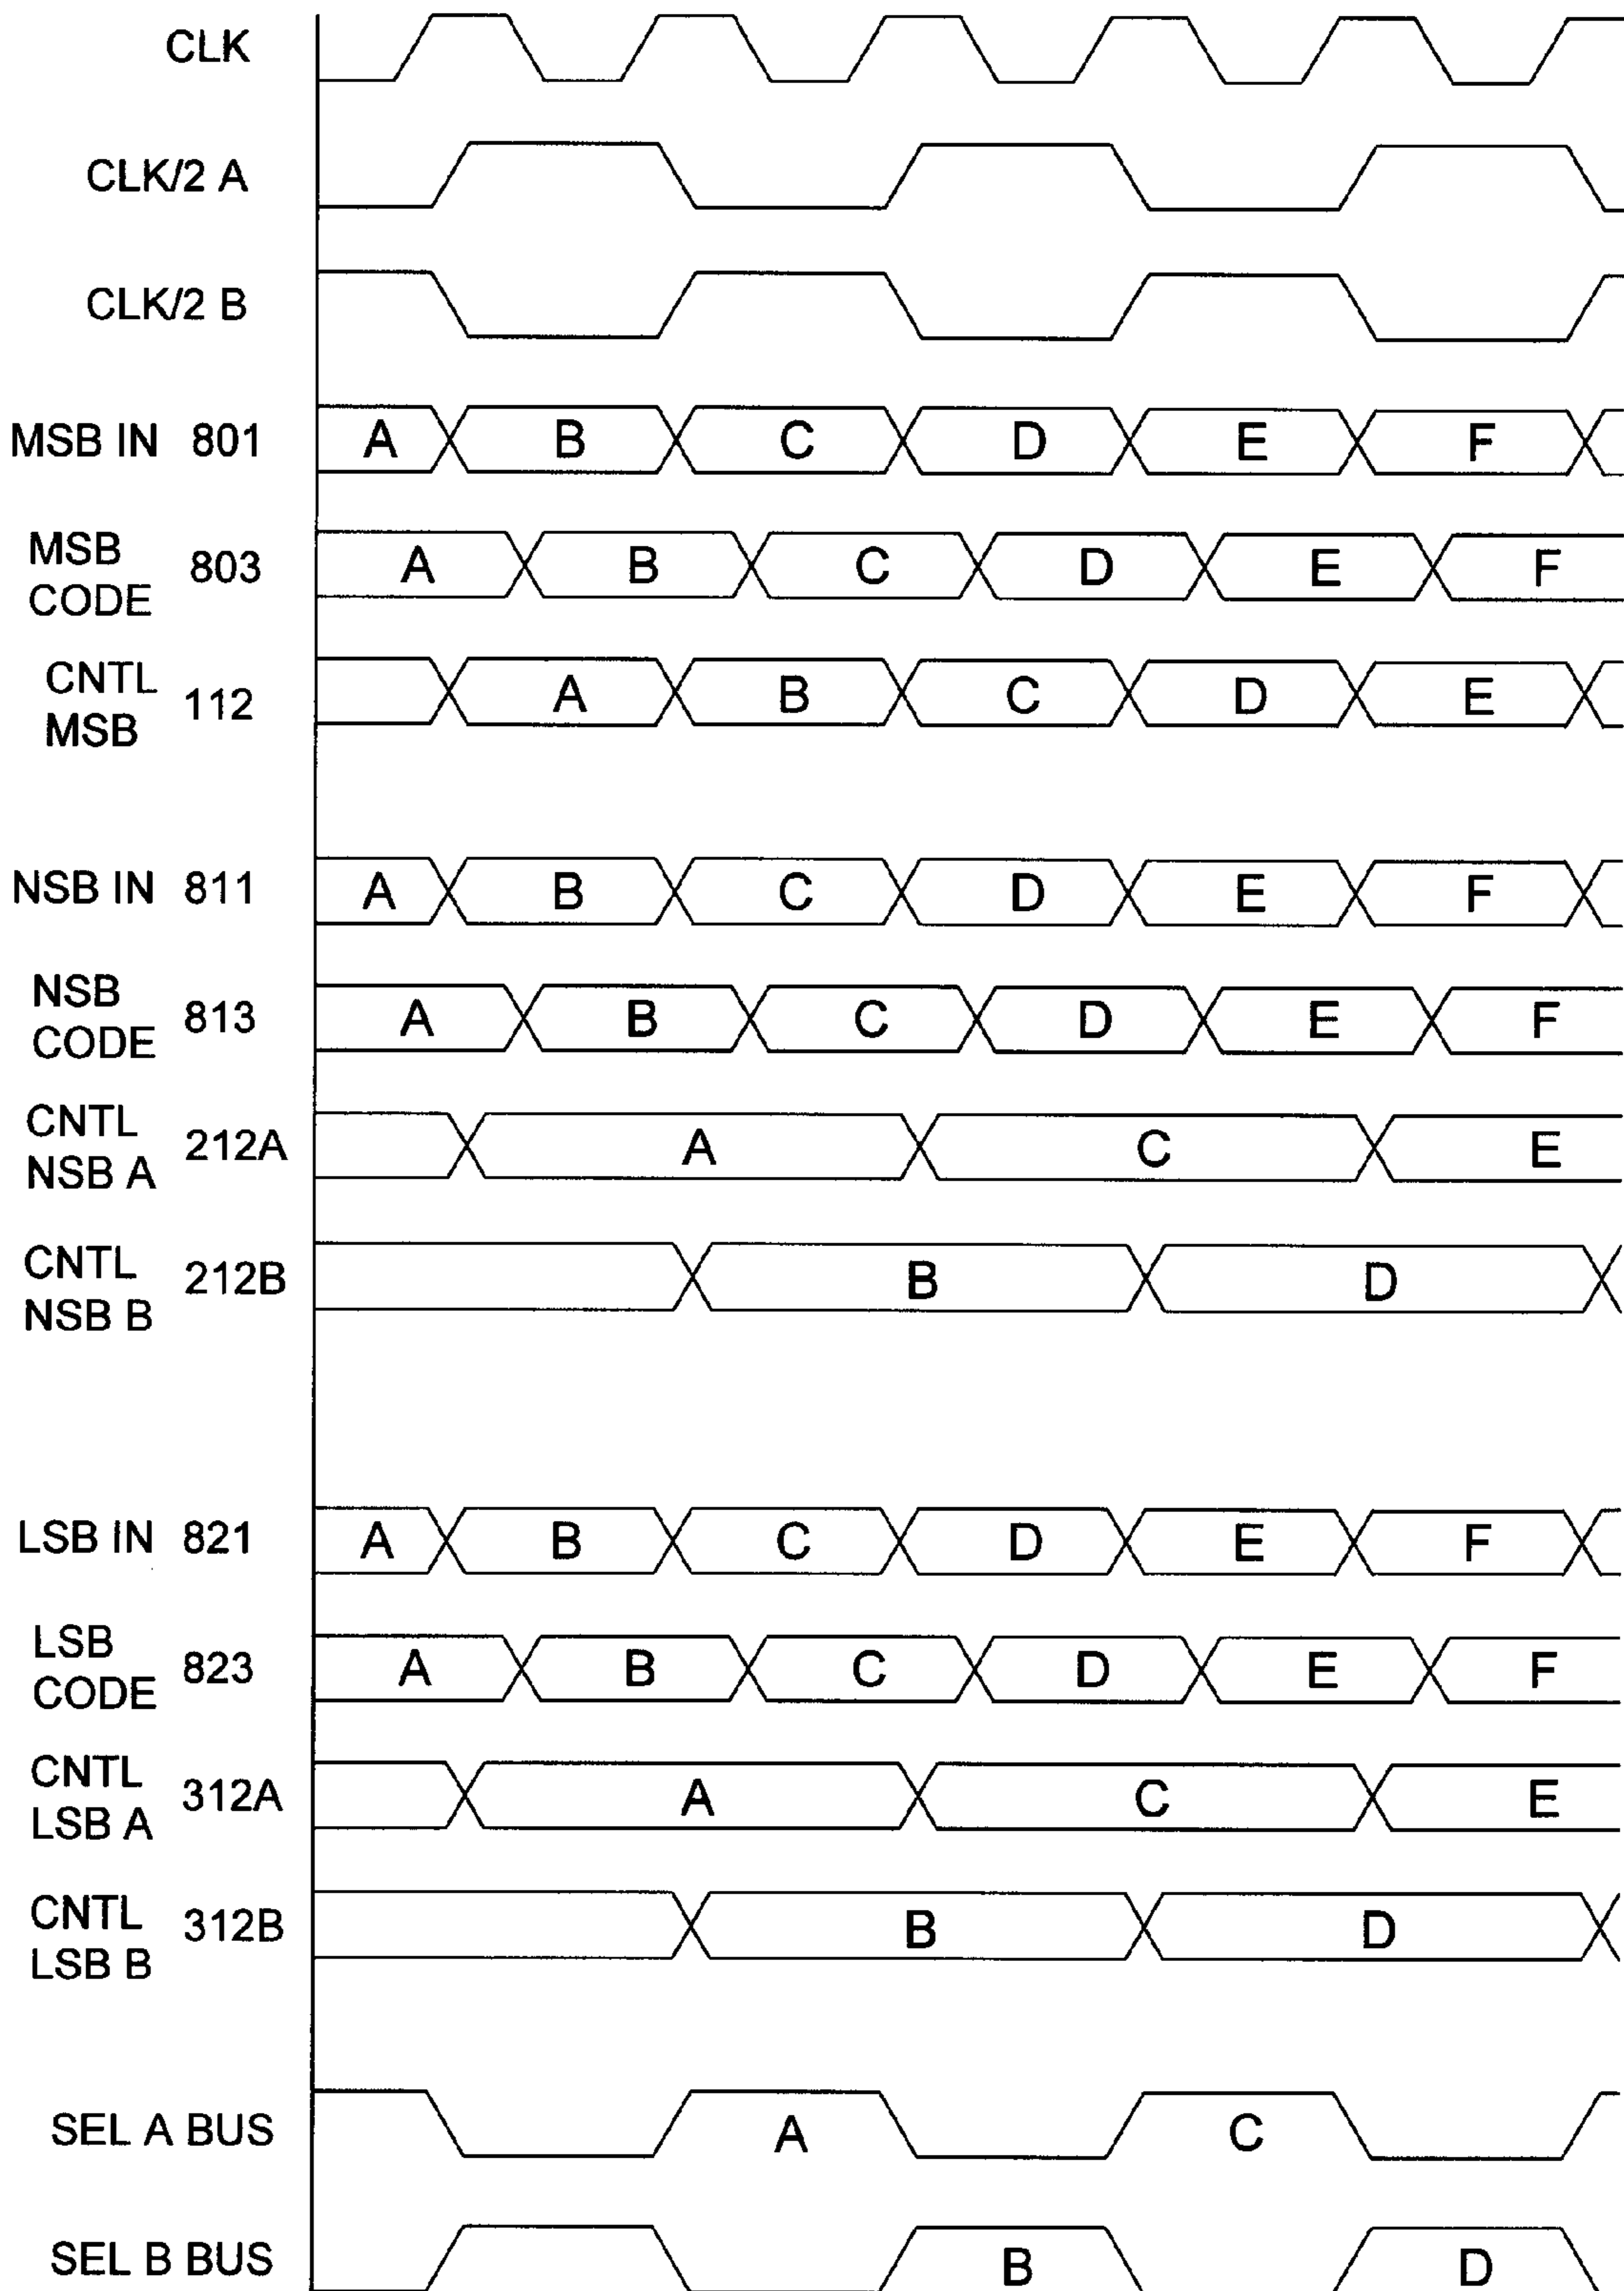 CLK
CLK/2 A
CLK/2 B
MSB IN 801 A B C D E F
MSB CODE 803 A B C D E F
CNTL MSB 112 A B C D E
NSB IN 811 A B C D E F
NSB CODE 813 A B C D E F
CNTL NSB A 212A A C E
CNTL NSB B 212B B D
LSB IN 821 A B C D E F
LSB CODE 823 A B C D E F
CNTL LSB A 312A A C E
CNTL LSB B 312B B D
SEL A BUS A C
SEL B BUS B D